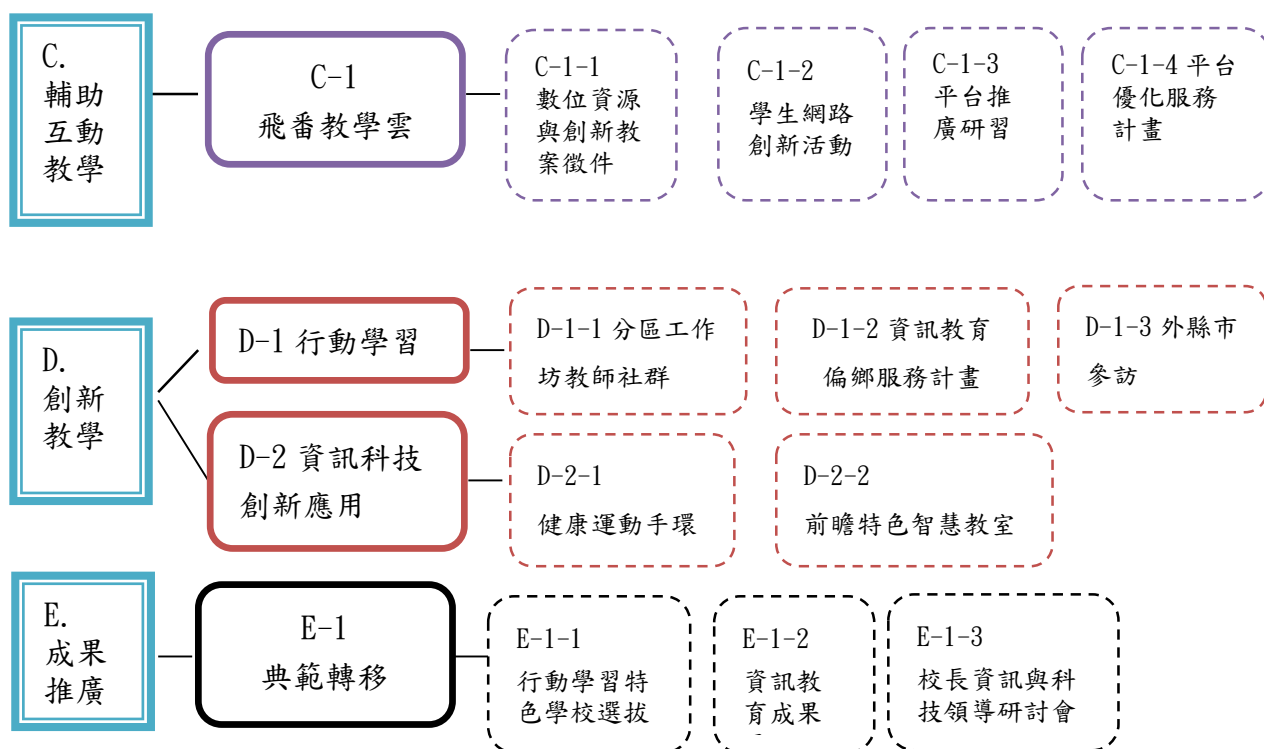 C.
輔助
互動
教學
C-1
飛番教學雲
C-1-1
數位資源
與創新教
案徵件
C-1-2
學生網路
創新活動
C-1-3
平台推
廣研習
C-1-4 平台
優化服務
計畫
D.
創新
教學
D-1 行動學習
D-1-1 分區工作
坊教師社群
D-1-2 資訊教育
偏鄉服務計畫
D-1-3 外縣市
參訪
D-2 資訊科技
創新應用
D-2-1
健康運動手環
D-2-2
前瞻特色智慧教室
E.
成果
推廣
E-1
典範轉移
E-1-1
行動學習特
色學校選拔
E-1-2
資訊教
育成果
E-1-3
校長資訊與科
技領導研討會